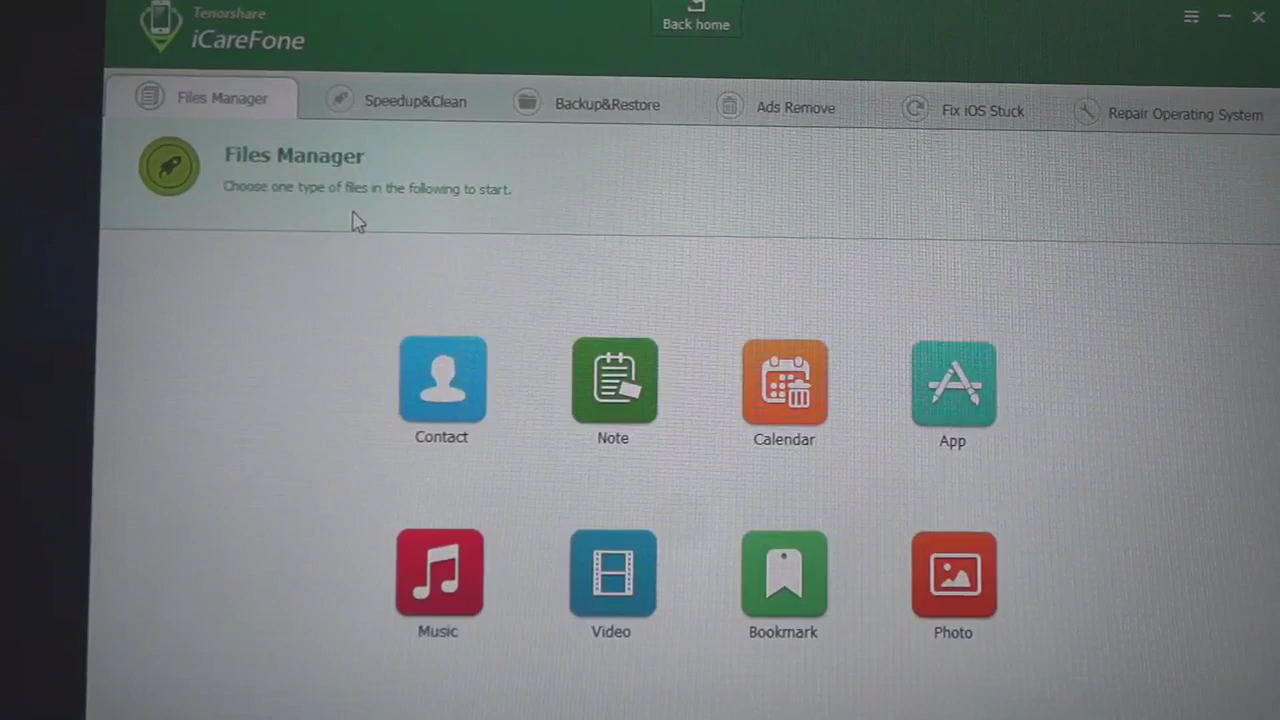 Tenorshare
iCareFone
Back home
Files Manager
Speedup&Clean
Backup&Restore
Ads Remove
Fix iOS Stuck
Repair Operating System
Files Manager
Choose one type of files in the following to start.
Contact
Note
Calendar
App
Music
Video
Bookmark
Photo